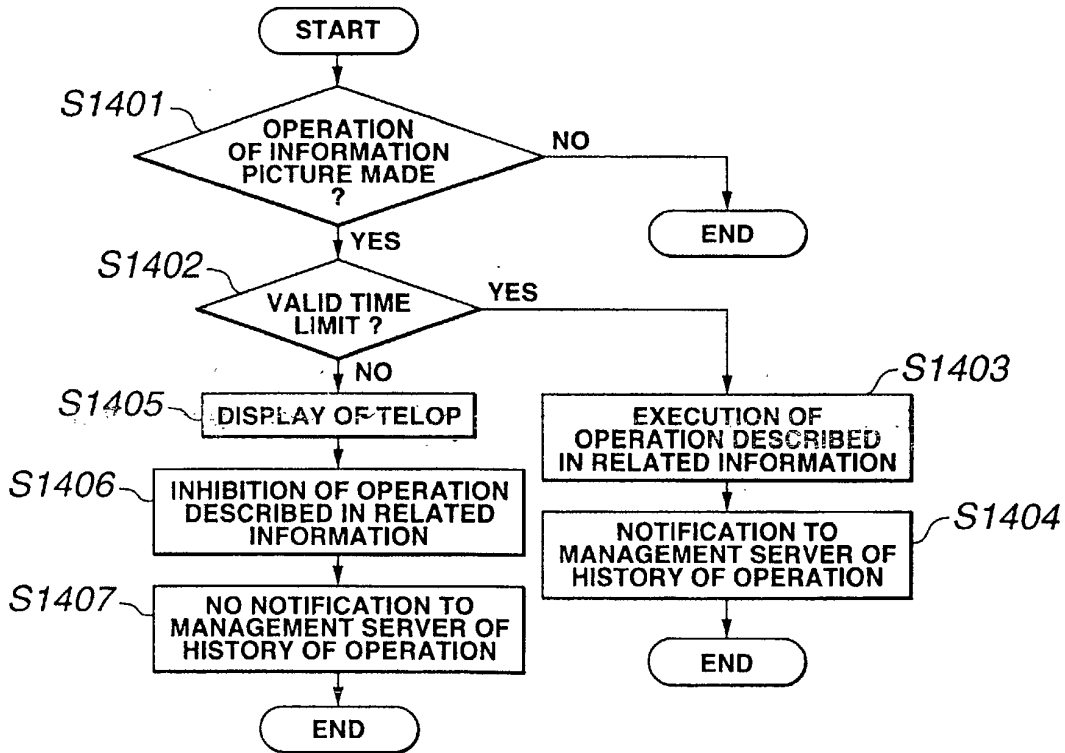 START
S1401
OPERATION
OF INFORMATION
PICTURE MADE
?
NO
END
YES
S1402
VALID TIME
LIMIT ?
YES
NO
S1403
EXECUTION OF
OPERATION DESCRIBED
IN RELATED INFORMATION
S1405
DISPLAY OF TELOP
S1406
INHIBITION OF OPERATION
DESCRIBED IN RELATED
INFORMATION
S1404
NOTIFICATION TO
MANAGEMENT SERVER OF
HISTORY OF OPERATION
S1407
NO NOTIFICATION TO
MANAGEMENT SERVER OF
HISTORY OF OPERATION
END
END